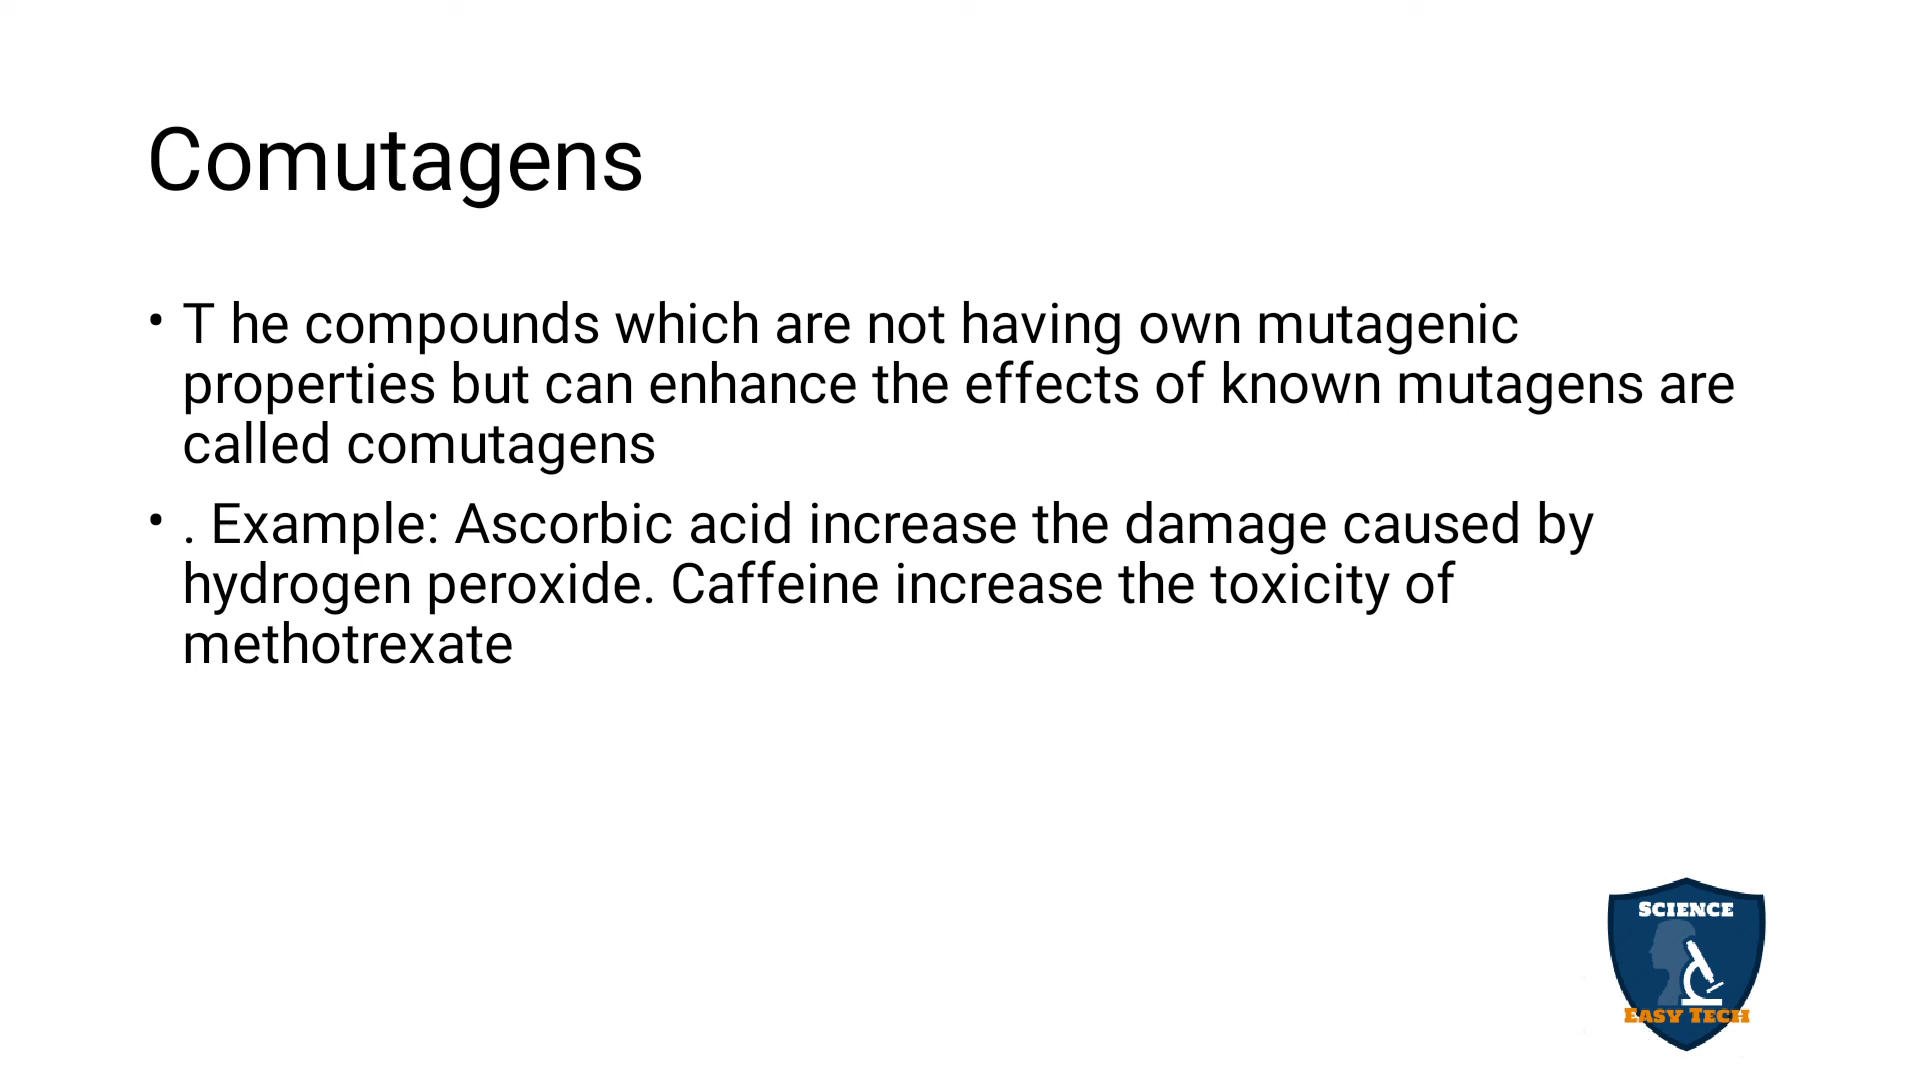 Comutagens
• T he compounds which are not having own mutagenic
properties but can enhance the effects of known mutagens are
called comutagens
• . Example: Ascorbic acid increase the damage caused by
hydrogen peroxide. Caffeine increase the toxicity of
methotrexate
SCIENCE
EASY TECH